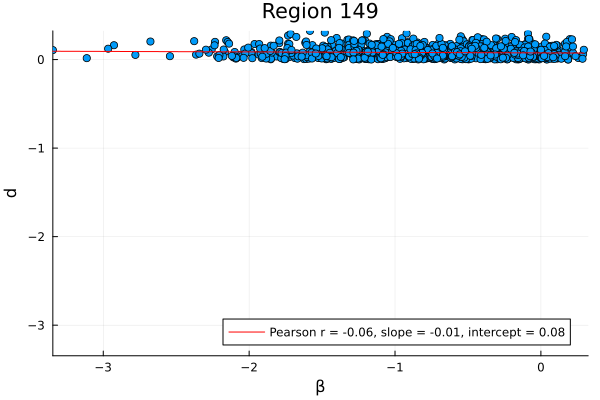 Region 149
d
0
−1
−2
−3
Pearson r = -0.06, slope = -0.01, intercept = 0.08
−3 −2 −1 0
β